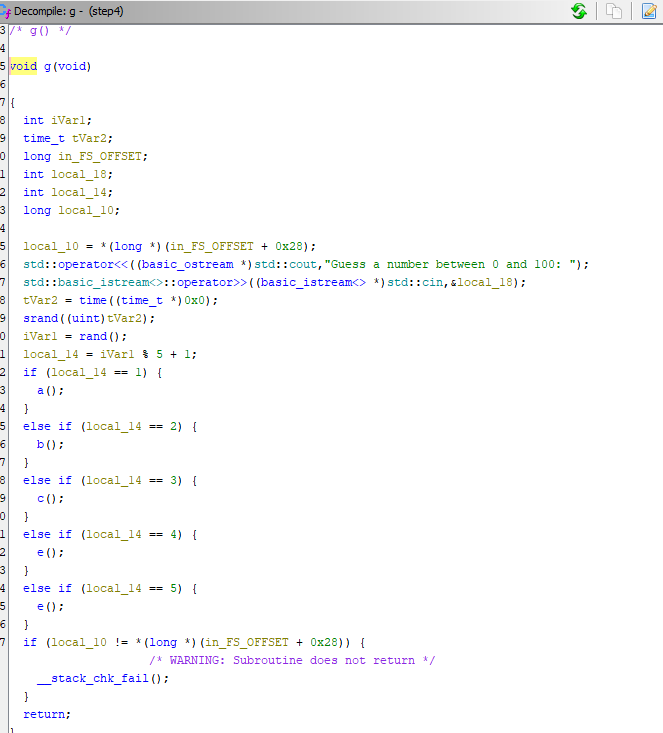 Decompile: g - (step4)
3 /* g() */
4
5 void g(void)
6
7 {
8 int iVar1;
9 time_t tVar2;
0 long in_FS_OFFSET;
1 int local_18;
2 int local_14;
3 long local_10;
4
5 local_10 = *(long *)(in_FS_OFFSET + 0x28);
6 std::operator<<((basic_ostream *)std::cout,"Guess a number between 0 and 100: ");
7 std::basic_istream<>::operator>>((basic_istream<> *)std::cin,&local_18);
8 tVar2 = time((time_t *)0x0);
9 srand((uint)tVar2);
0 iVar1 = rand();
1 local_14 = iVar1 % 5 + 1;
2 if (local_14 == 1) {
3 a();
4 }
5 else if (local_14 == 2) {
6 b();
7 }
8 else if (local_14 == 3) {
9 c();
0 }
1 else if (local_14 == 4) {
2 e();
3 }
4 else if (local_14 == 5) {
5 e();
6 }
7 if (local_10 != *(long *)(in_FS_OFFSET + 0x28)) {
/* WARNING: Subroutine does not return */
__stack_chk_fail();
}
return;
}